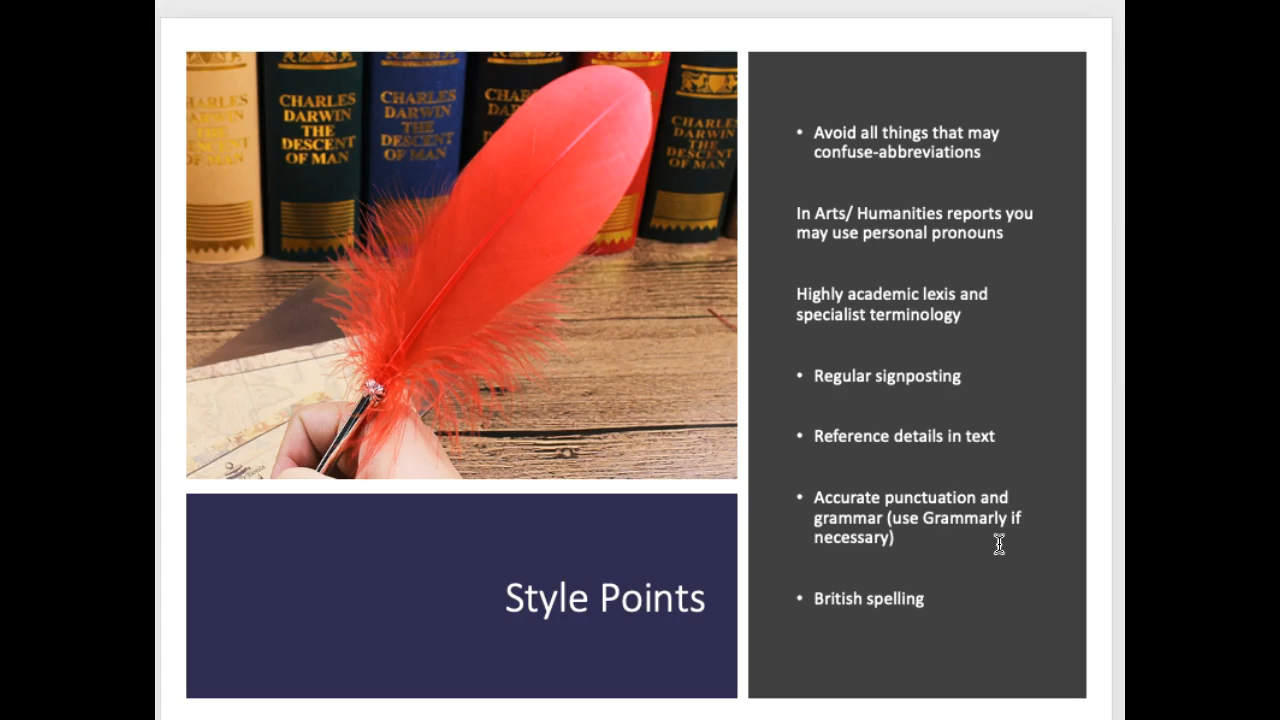 HARLES
CHARLES
DARWIN
THE
DESCENT
OF MAN
CHARLES
DARWIN
THE
DESCENT
OF MAN
CHARLES
DARWIN
THE
DESCENT
OF MAN
• Avoid all things that may
confuse-abbreviations
In Arts/ Humanities reports you
may use personal pronouns
Highly academic lexis and
specialist terminology
• Regular signposting
• Reference details in text
• Accurate punctuation and
grammar (use Grammarly if
necessary)
• British spelling
Style Points